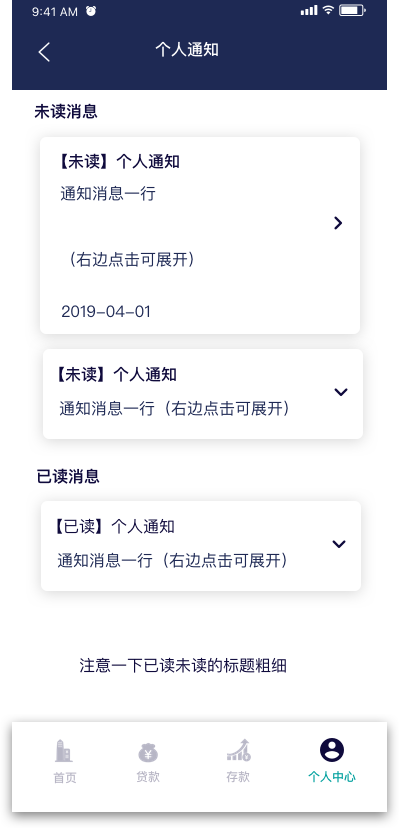 9:41 AM
个人通知
未读消息
【未读】个人通知
通知消息一行
（右边点击可展开）
2019-04-01
【未读】个人通知
通知消息一行（右边点击可展开）
已读消息
【已读】个人通知
通知消息一行（右边点击可展开）
注意一下已读未读的标题粗细
首页 贷款 存款 个人中心